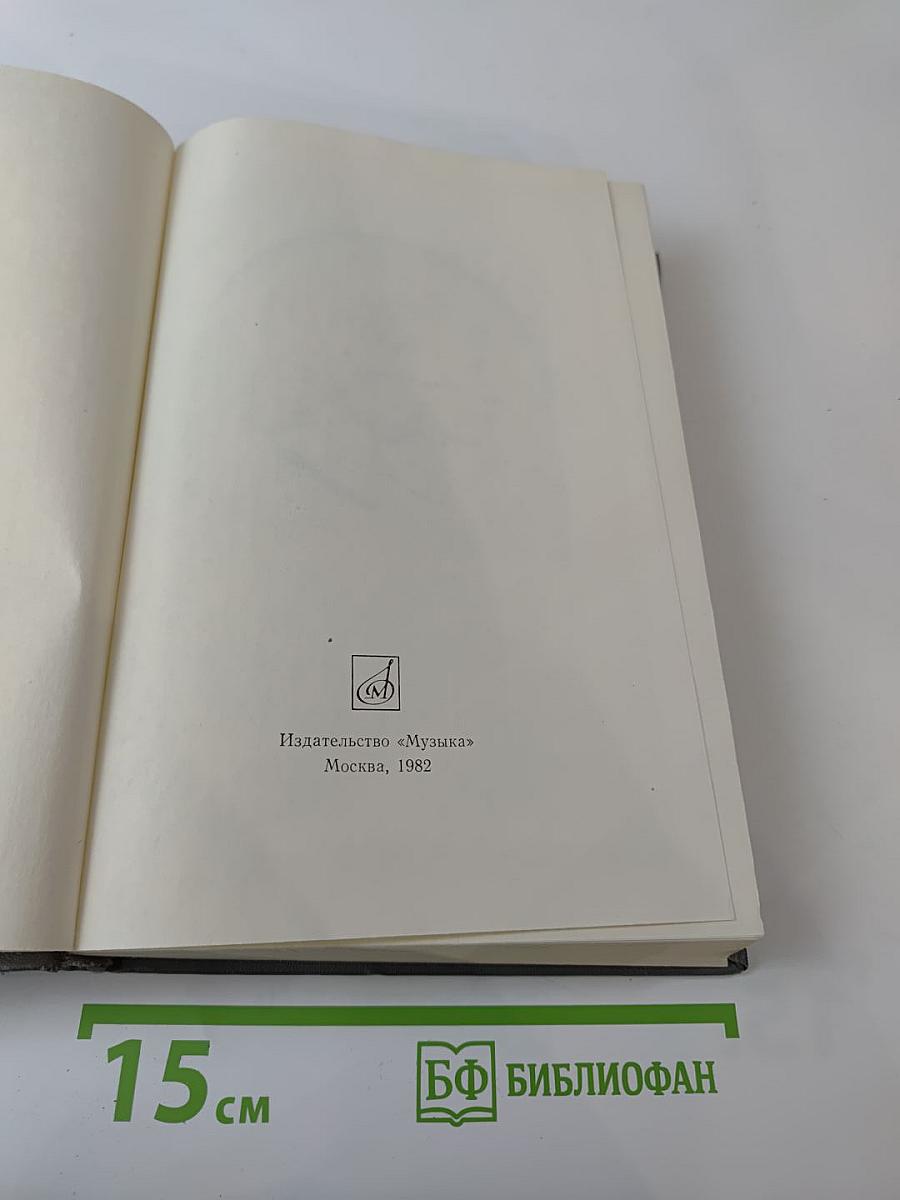 М
Издательство «Музыка»
Москва, 1982
15 см
БФ БИБЛИОФАН